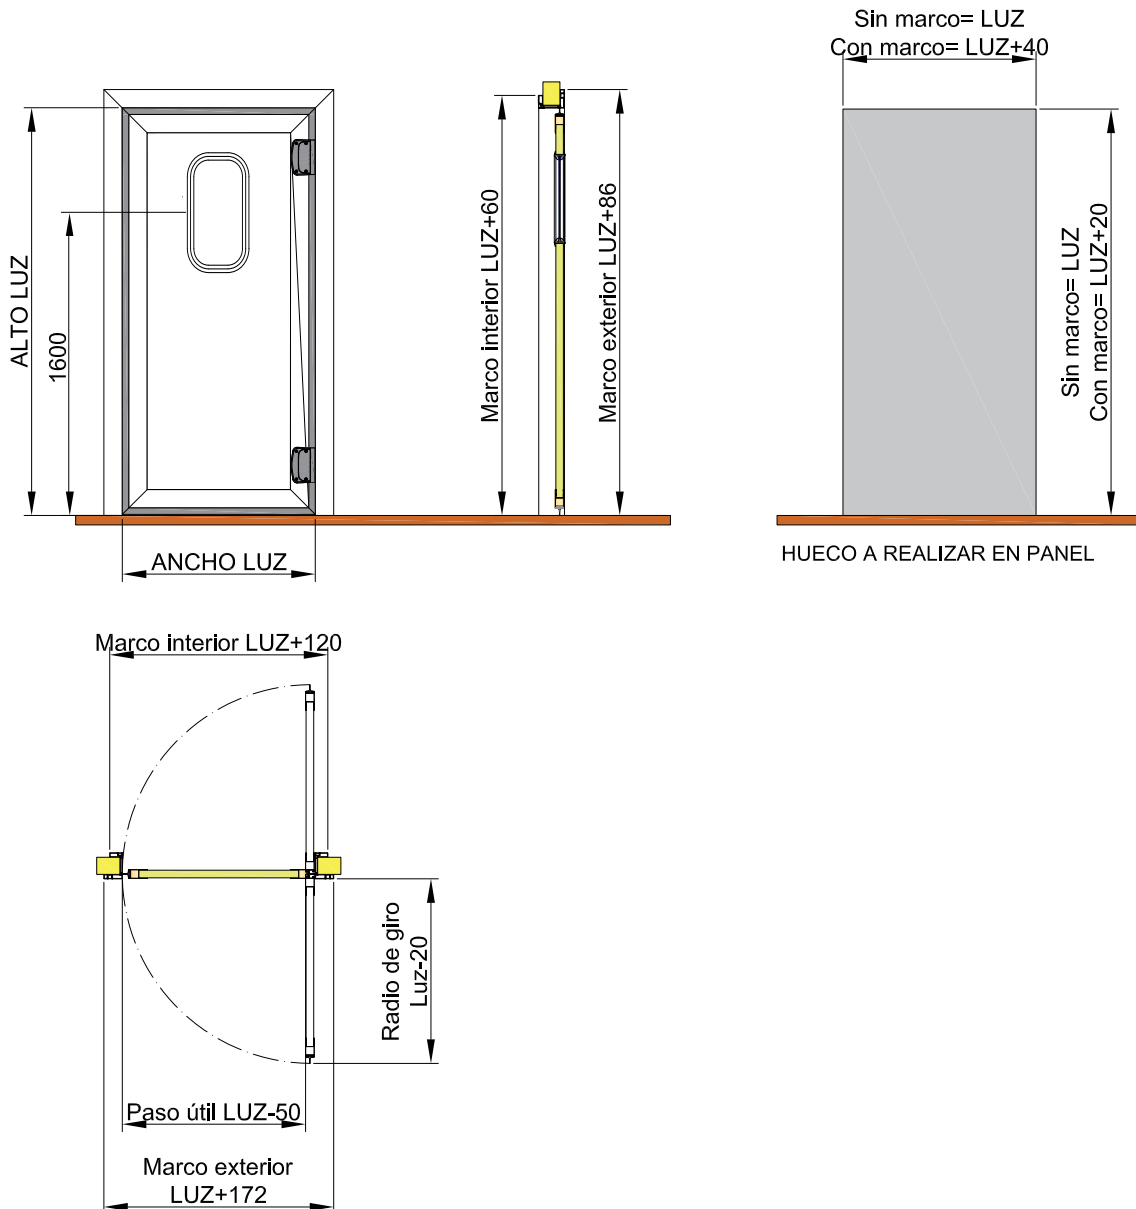 Sin marco= LUZ
Con marco= LUZ+40
ALTO LUZ
1600
Marco interior LUZ+60
Marco exterior LUZ+86
Sin marco= LUZ
Con marco= LUZ+20
ANCHO LUZ
HUECO A REALIZAR EN PANEL
Marco interior LUZ+120
Radio de giro
Luz-20
Paso útil LUZ-50
Marco exterior
LUZ+172